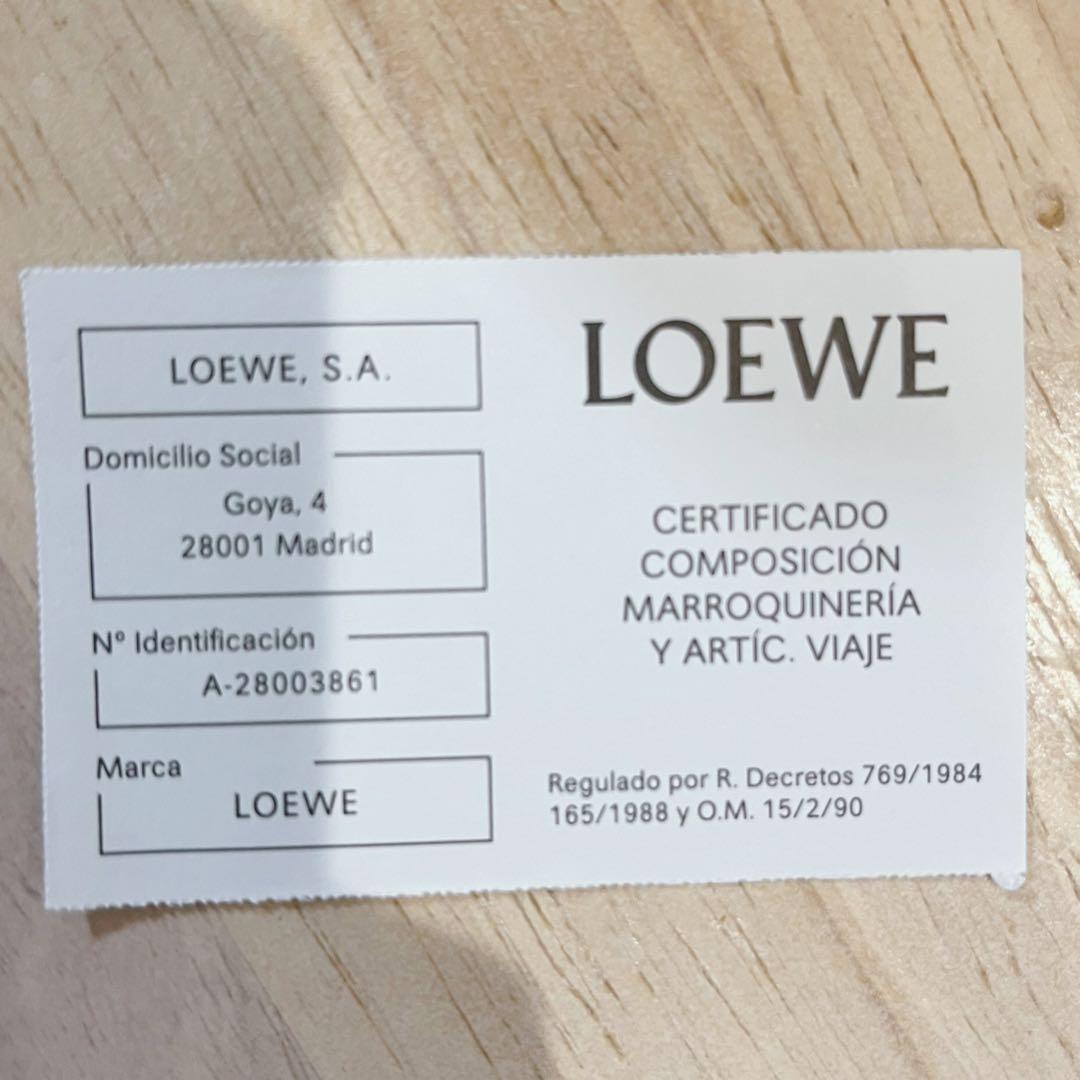 LOEWE, S.A.
Domicilio Social
Goya, 4
28001 Madrid
Nº Identificación
A-28003861
Marca
LOEWE
LOEWE
CERTIFICADO
COMPOSICIÓN
MARROQUINERÍA
Y ARTÍC. VIAJE
Regulado por R. Decretos 769/1984
165/1988 y O.M. 15/2/90